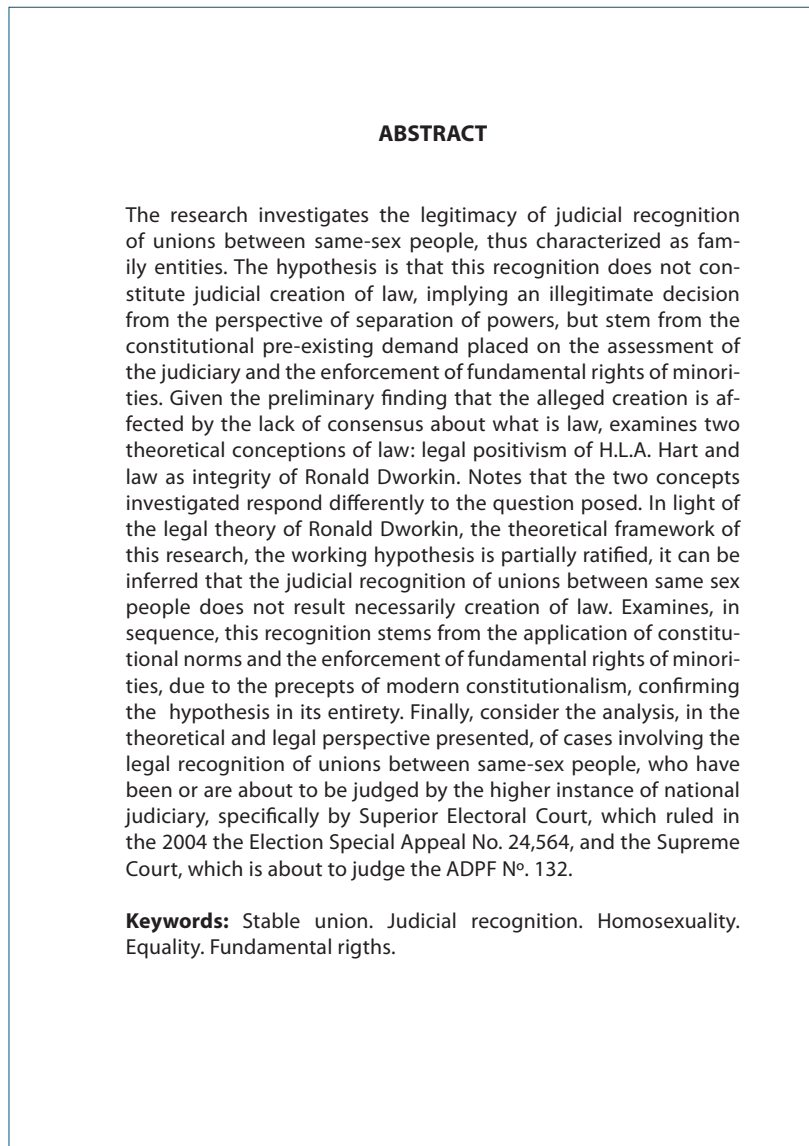 ABSTRACT
The research investigates the legitimacy of judicial recognition
of unions between same-sex people, thus characterized as fam-
ily entities. The hypothesis is that this recognition does not con-
stitute judicial creation of law, implying an illegitimate decision
from the perspective of separation of powers, but stem from the
constitutional pre-existing demand placed on the assessment of
the judiciary and the enforcement of fundamental rights of minori-
ties. Given the preliminary finding that the alleged creation is af-
fected by the lack of consensus about what is law, examines two
theoretical conceptions of law: legal positivism of H.L.A. Hart and
law as integrity of Ronald Dworkin. Notes that the two concepts
investigated respond differently to the question posed. In light of
the legal theory of Ronald Dworkin, the theoretical framework of
this research, the working hypothesis is partially ratified, it can be
inferred that the judicial recognition of unions between same sex
people does not result necessarily creation of law. Examines, in
sequence, this recognition stems from the application of constitu-
tional norms and the enforcement of fundamental rights of minori-
ties, due to the precepts of modern constitutionalism, confirming
the hypothesis in its entirety. Finally, consider the analysis, in the
theoretical and legal perspective presented, of cases involving the
legal recognition of unions between same-sex people, who have
been or are about to be judged by the higher instance of national
judiciary, specifically by Superior Electoral Court, which ruled in
the 2004 the Election Special Appeal No. 24,564, and the Supreme
Court, which is about to judge the ADPF Nº. 132.
Keywords: Stable union. Judicial recognition. Homosexuality.
Equality. Fundamental rigths.